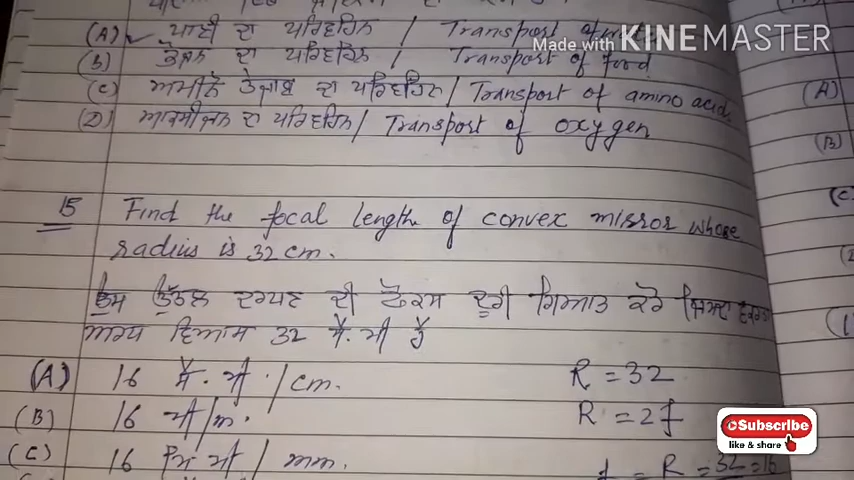 (A) ਪਾਣੀ ਦਾ ਪਰਿਵਹਿਨ / Transport of
Made with KINEMASTER
(B) ਭੋਜਨ ਦਾ ਪਰਿਵਹਿਨ / Transport of food
(C) ਅਮੀਨੋ ਤੇਜ਼ਾਬ ਦਾ ਪਰਿਵਹਿਨ / Transport of amino acid
(A)
(D) ਆਕਸੀਜਨ ਦਾ ਪਰਿਵਹਿਨ / Transport of oxygen
(B)
15 Find the focal length of convex mirror whose
radius is 32 cm.
ਉੱਤਲ ਦਰਪਣ ਦੀ ਫੋਕਸ ਦੂਰੀ ਗਿਆਤ ਕਰੋ ਜਿਸਦਾ
ਅਰਧ ਵਿਆਸ 32 ਸੈਂ. ਮੀ ਹੈ
(A) 16 ਸੈਂ. ਮੀ. / cm.
R = 32
(B) 16 ਮੀ / m.
R = 2f
Subscribe
like & share
(C) 16 ਮਿ ਮੀ / mm.
f = R = 32 = 16